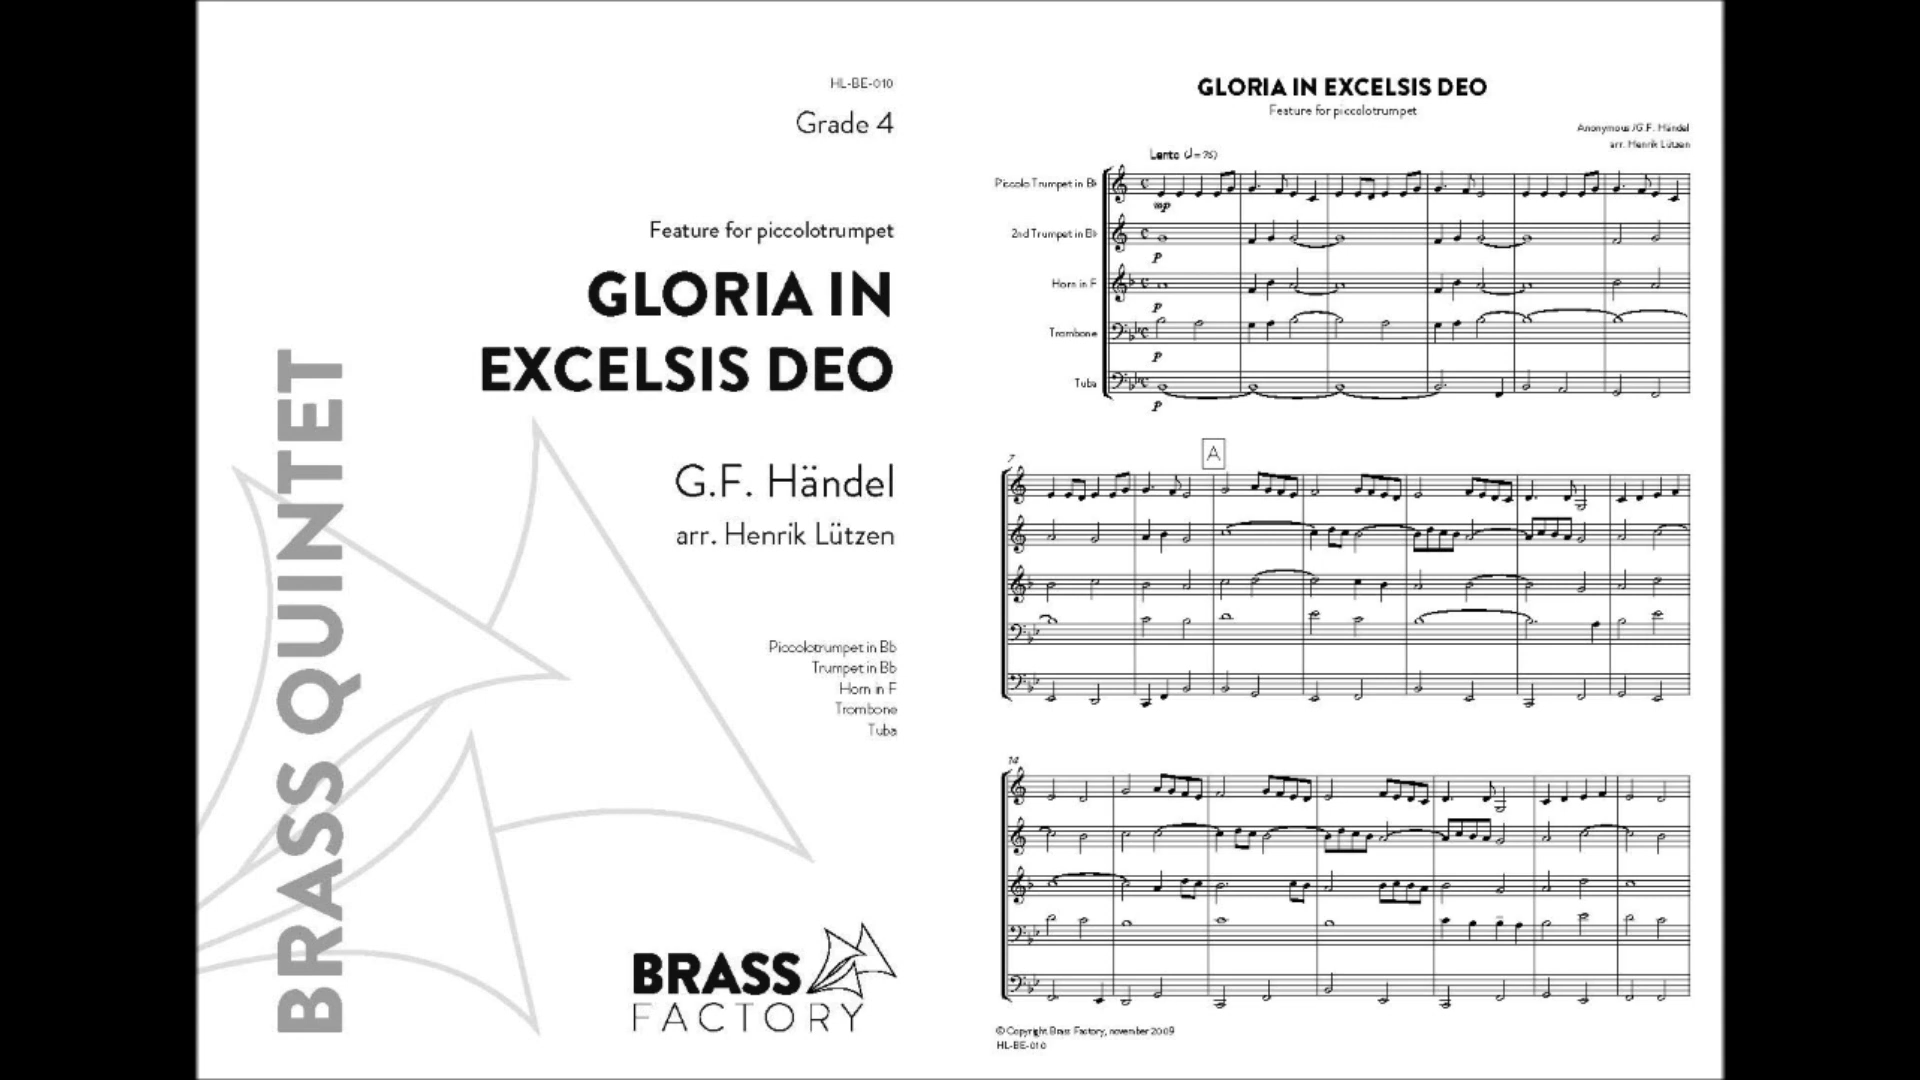 HL-BE-010
Grade 4
Feature for piccolotrumpet
GLORIA IN
EXCELSIS DEO
G.F. Händel
arr. Henrik Lützen
Piccolotrumpet in Bb
Trumpet in Bb
Horn in F
Trombone
Tuba
BRASS QUINTET
BRASS
FACTORY
GLORIA IN EXCELSIS DEO
Feature for piccolotrumpet
Anonymous /G.F. Händel
arr. Henrik Lützen
Lento (♩=76)
Piccolo Trumpet in B♭
mp
2nd Trumpet in B♭
p
Horn in F
p
Trombone
p
Tuba
p
7
A
14
© Copyright Brass Factory, november 2009
HL-BE-010